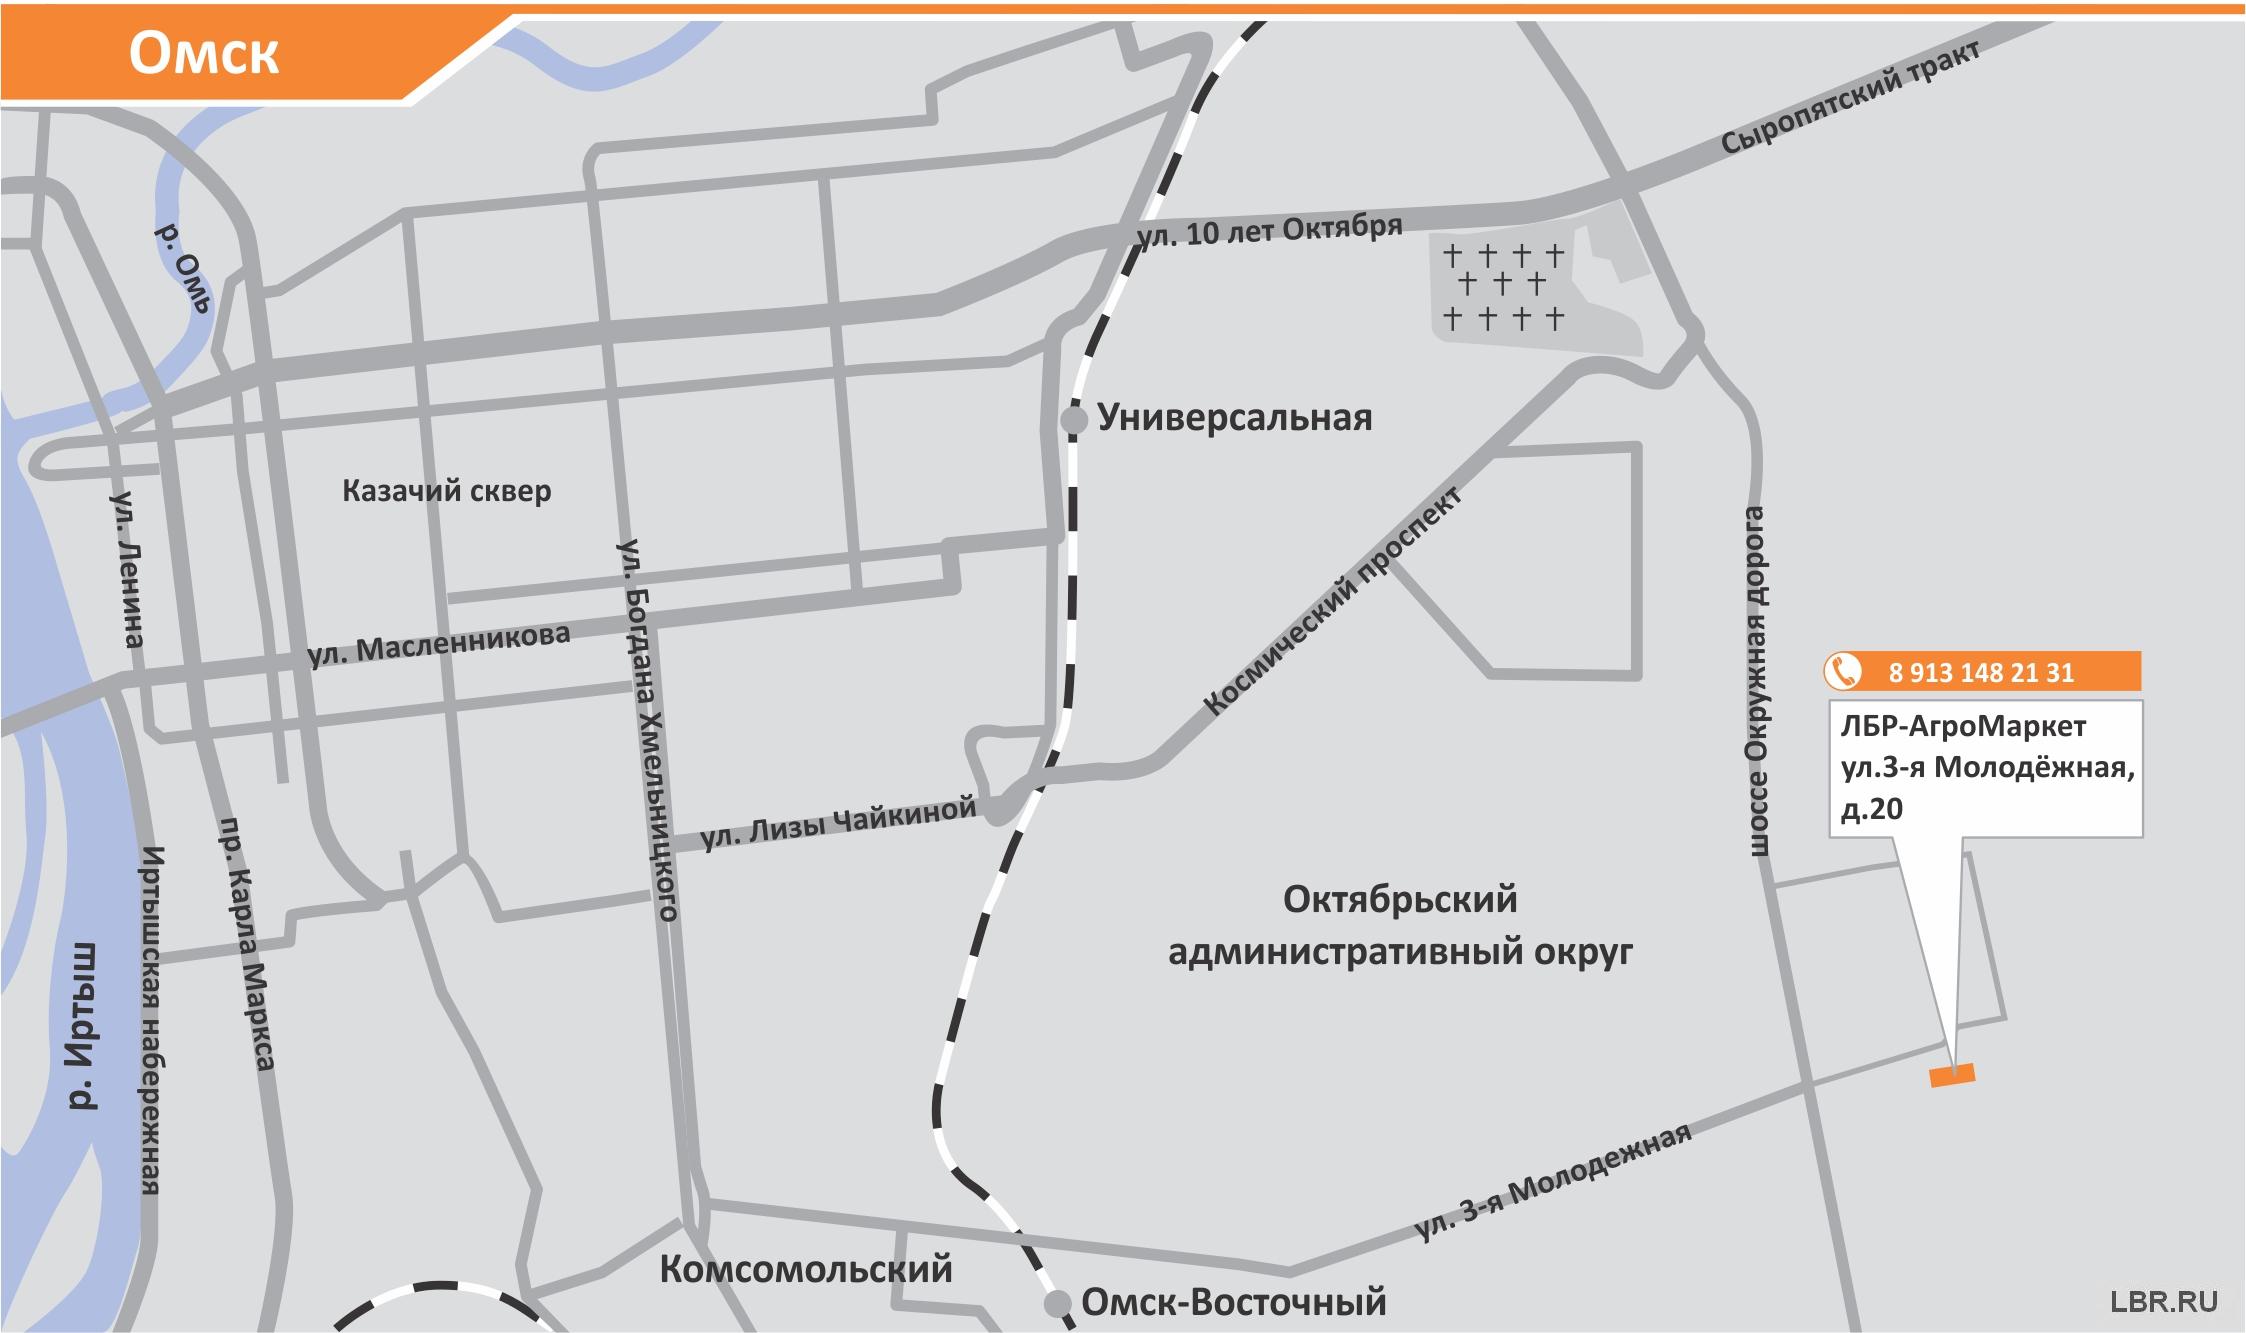 Омск
Сыропятский тракт
ул. 10 лет Октября
р. Омь
Универсальная
Казачий сквер
ул. Ленина
ул. Богдана Хмельницкого
Космический проспект
шоссе Окружная дорога
ул. Масленникова
8 913 148 21 31
ЛБР-АгроМаркет
ул.3-я Молодёжная,
д.20
ул. Лизы Чайкиной
пр. Карла Маркса
Иртышская набережная
р. Иртыш
Октябрьский
административный округ
ул. 3-я Молодежная
Комсомольский
Омск-Восточный
LBR.RU